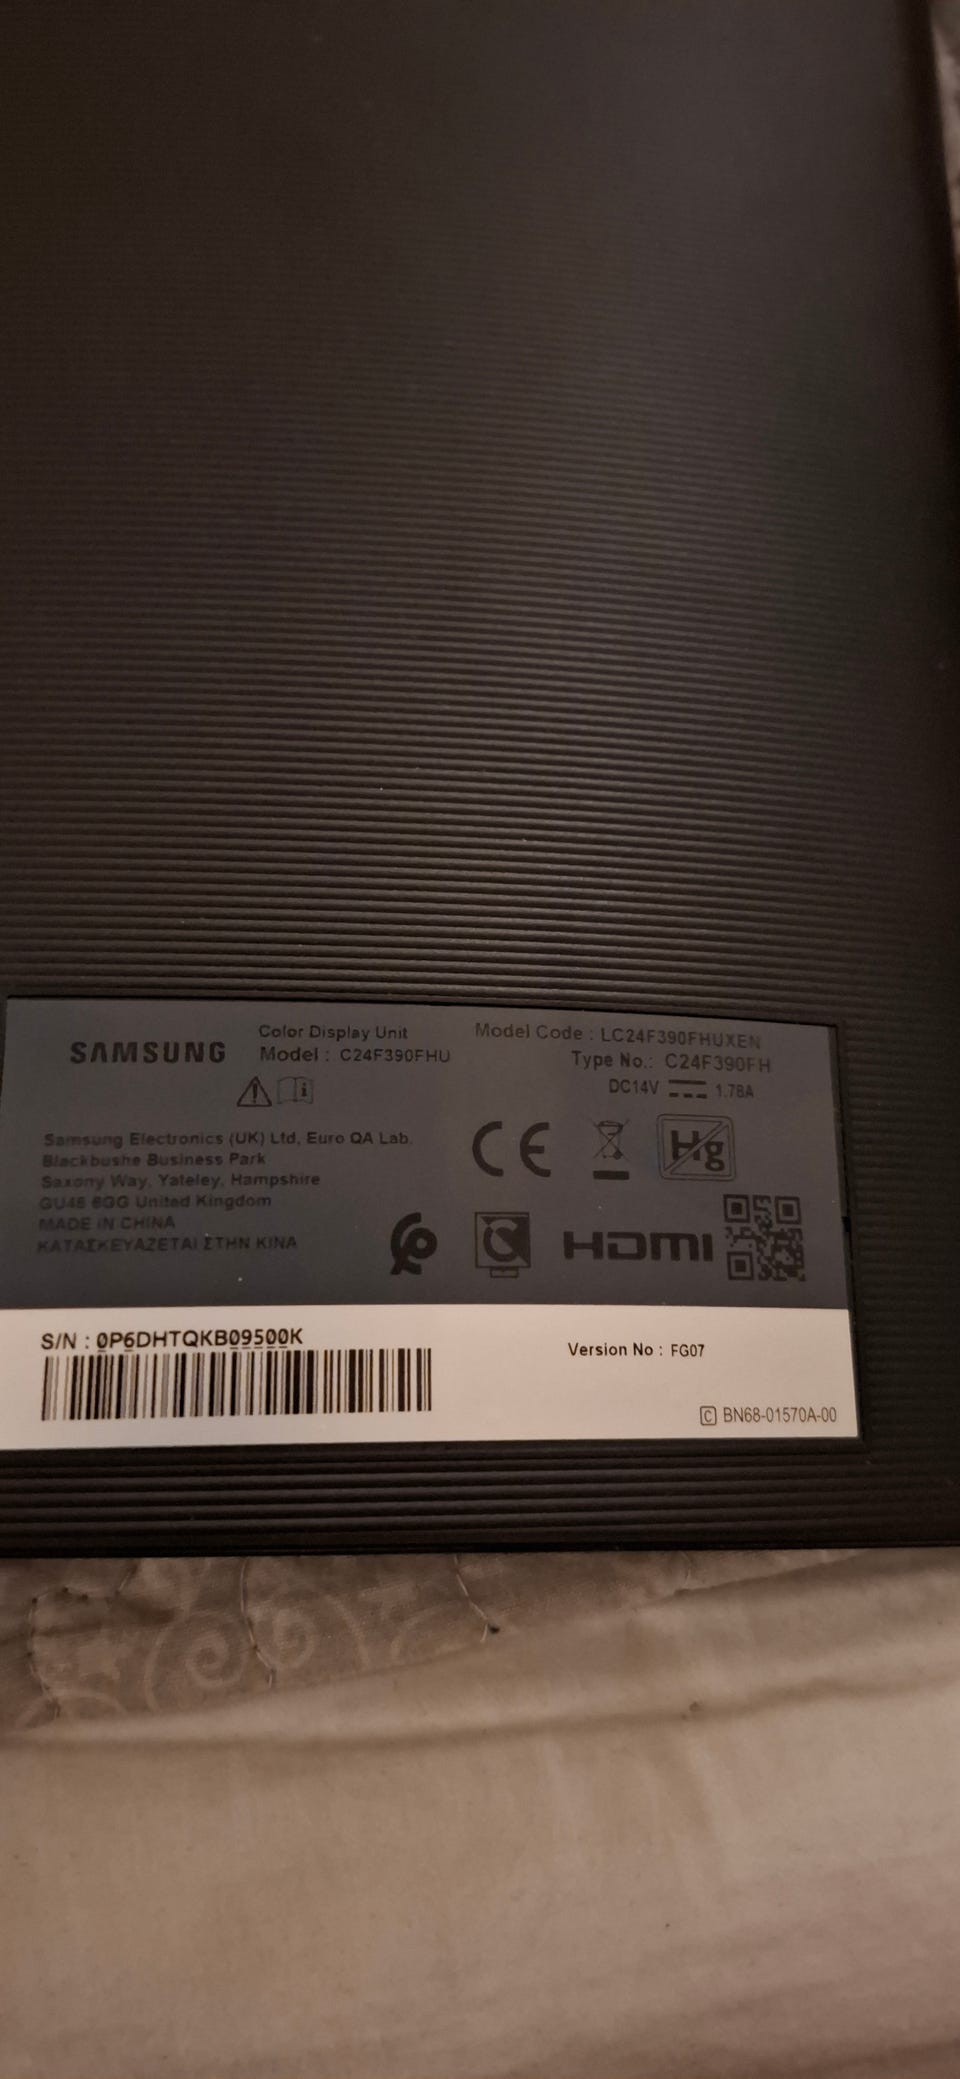 SAMSUNG
Color Display Unit
Model : C24F390FHU
Model Code : LC24F390FHUXEN
Type No.: C24F390FH
DC14V 1.78A
Samsung Electronics (UK) Ltd, Euro QA Lab.
Blackbushe Business Park
Saxony Way, Yateley, Hampshire
GU46 6GG United Kingdom
MADE IN CHINA
ΚΑΤΑΣΚΕΥΑΖΕΤΑΙ ΣΤΗΝ ΚΙΝΑ
CE
Hg
HDMI
S/N : 0P6DHTQKB09500K
Version No : FG07
C BN68-01570A-00